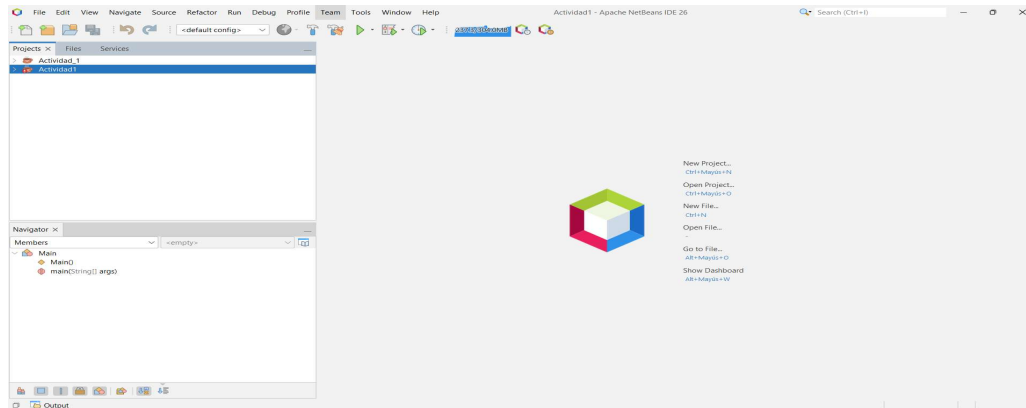 File Edit View Navigate Source Refactor Run Debug Profile Team Tools Window Help
Actividad1 - Apache NetBeans IDE 26
Search (Ctrl+I)
<default config>
Projects × Files Services
Actividad_1
Actividad1
New Project...
Ctrl+Mayús+N
Open Project...
Ctrl+Mayús+O
New File...
Ctrl+N
Open File...
-
Go to File...
Alt+Mayús+O
Show Dashboard
Alt+Mayús+W
Navigator ×
Members
<empty>
Main
Main()
main(String[] args)
Output